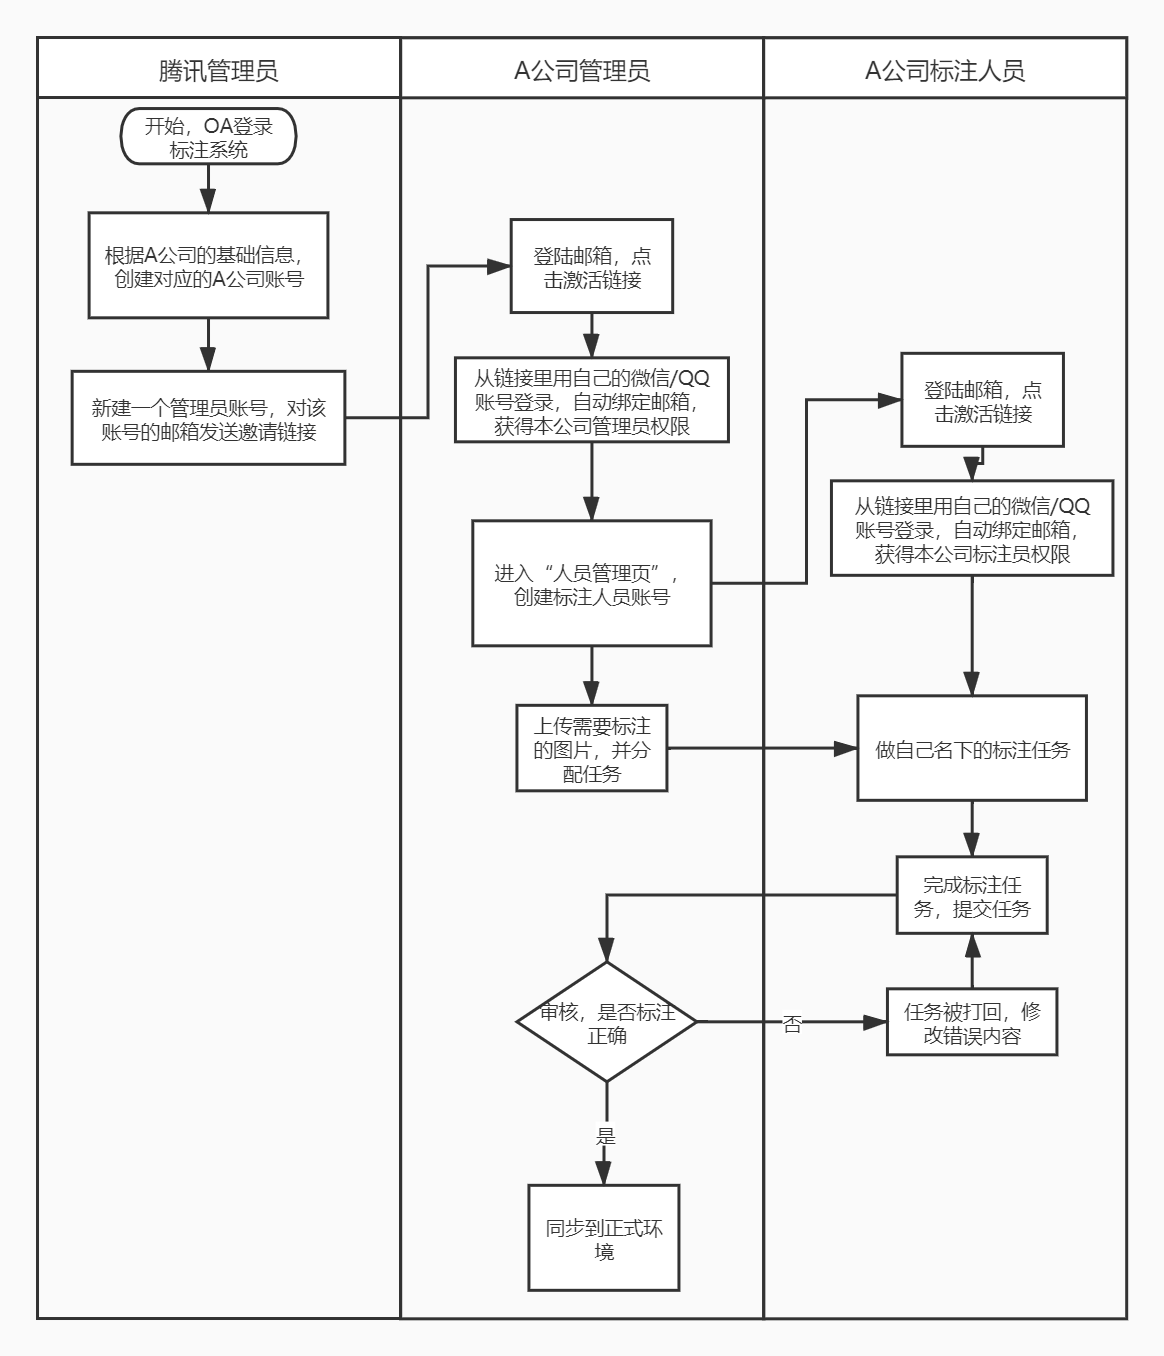 腾讯管理员
A公司管理员
A公司标注人员
开始，OA登录
标注系统
根据A公司的基础信息，
创建对应的A公司账号
新建一个管理员账号，对该
账号的邮箱发送邀请链接
登陆邮箱，点
击激活链接
从链接里用自己的微信/QQ
账号登录，自动绑定邮箱，
获得本公司管理员权限
进入“人员管理页”，
创建标注人员账号
上传需要标注
的图片，并分
配任务
登陆邮箱，点
击激活链接
从链接里用自己的微信/QQ
账号登录，自动绑定邮箱，
获得本公司标注员权限
做自己名下的标注任务
完成标注任
务，提交任务
审核，是否标注
正确
否
任务被打回，修
改错误内容
是
同步到正式环
境